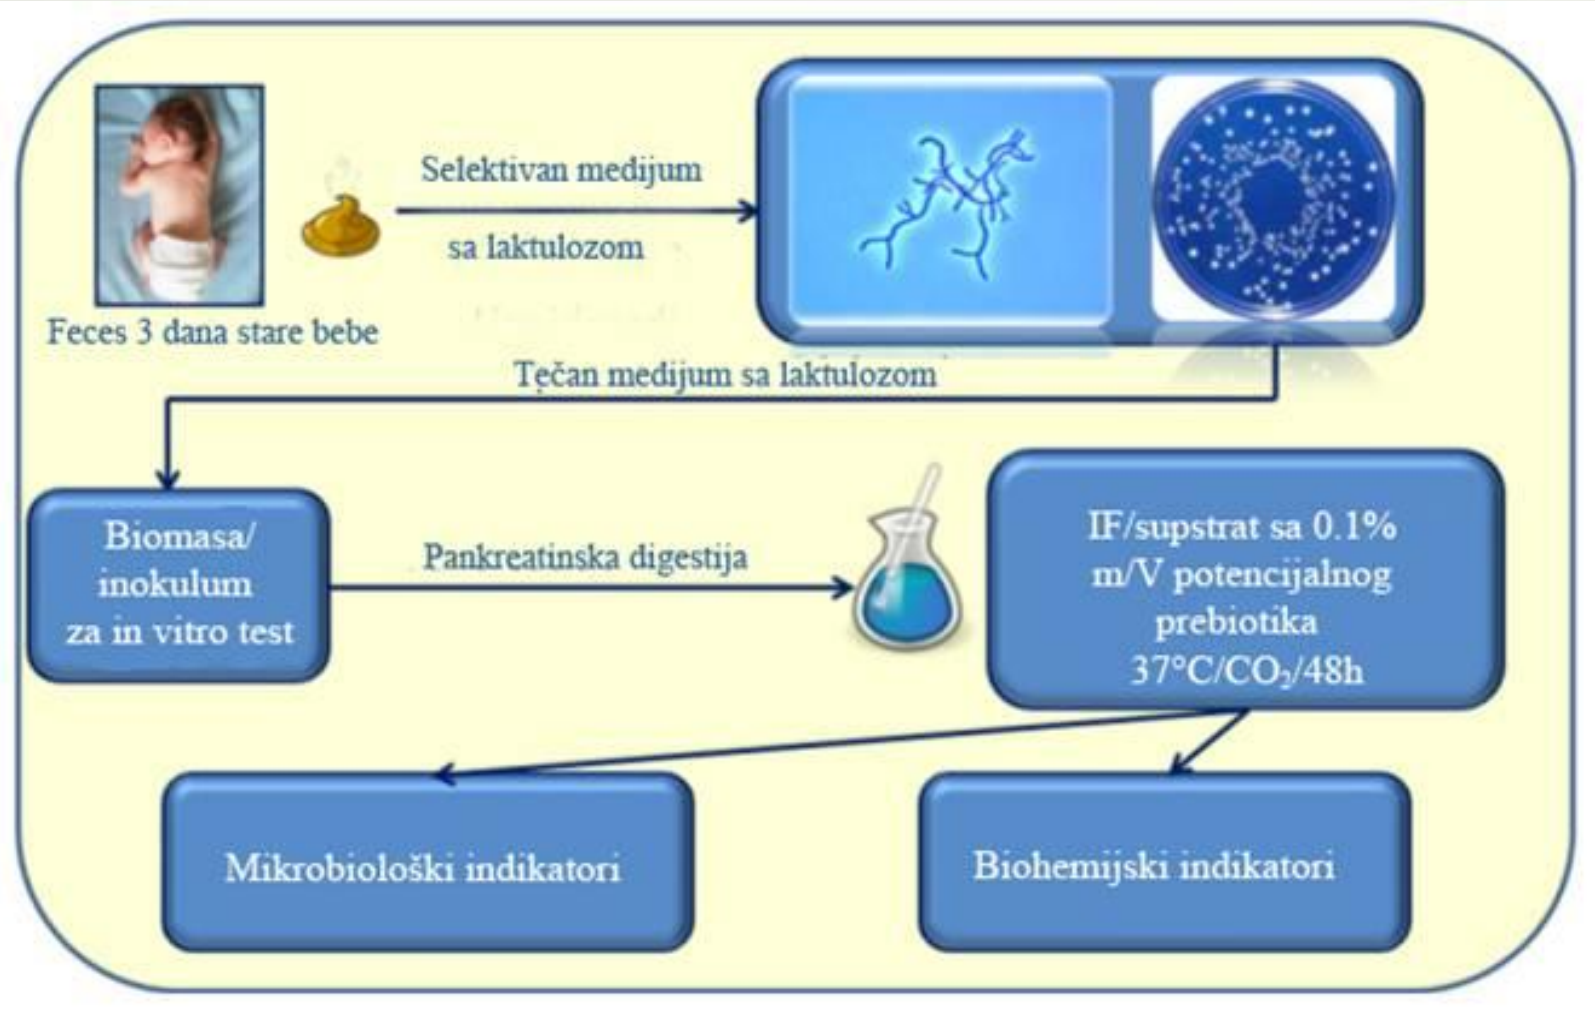 Selektivan medijum
sa laktulozom
Feces 3 dana stare bebe
Tečan medijum sa laktulozom
Biomasa/
inokulum
za in vitro test
Pankreatinska digestija
IF/supstrat sa 0.1%
m/V potencijalnog
prebiotika
37°C/CO₂/48h
Mikrobiološki indikatori
Biohemijski indikatori